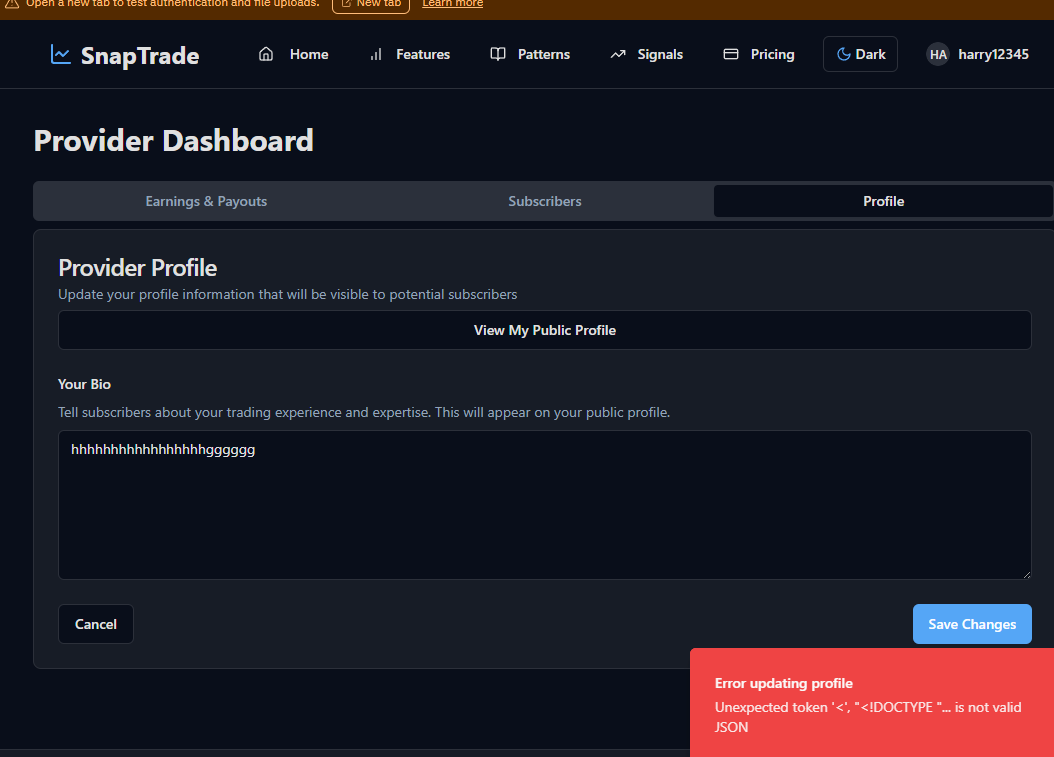 Open a new tab to test authentication and file uploads. New tab Learn more
SnapTrade Home Features Patterns Signals Pricing Dark HA harry12345
Provider Dashboard
Earnings & Payouts Subscribers Profile
Provider Profile
Update your profile information that will be visible to potential subscribers
View My Public Profile
Your Bio
Tell subscribers about your trading experience and expertise. This will appear on your public profile.
hhhhhhhhhhhhhhhhhgggggg
Cancel Save Changes
Error updating profile
Unexpected token '<', "<!DOCTYPE "... is not valid
JSON